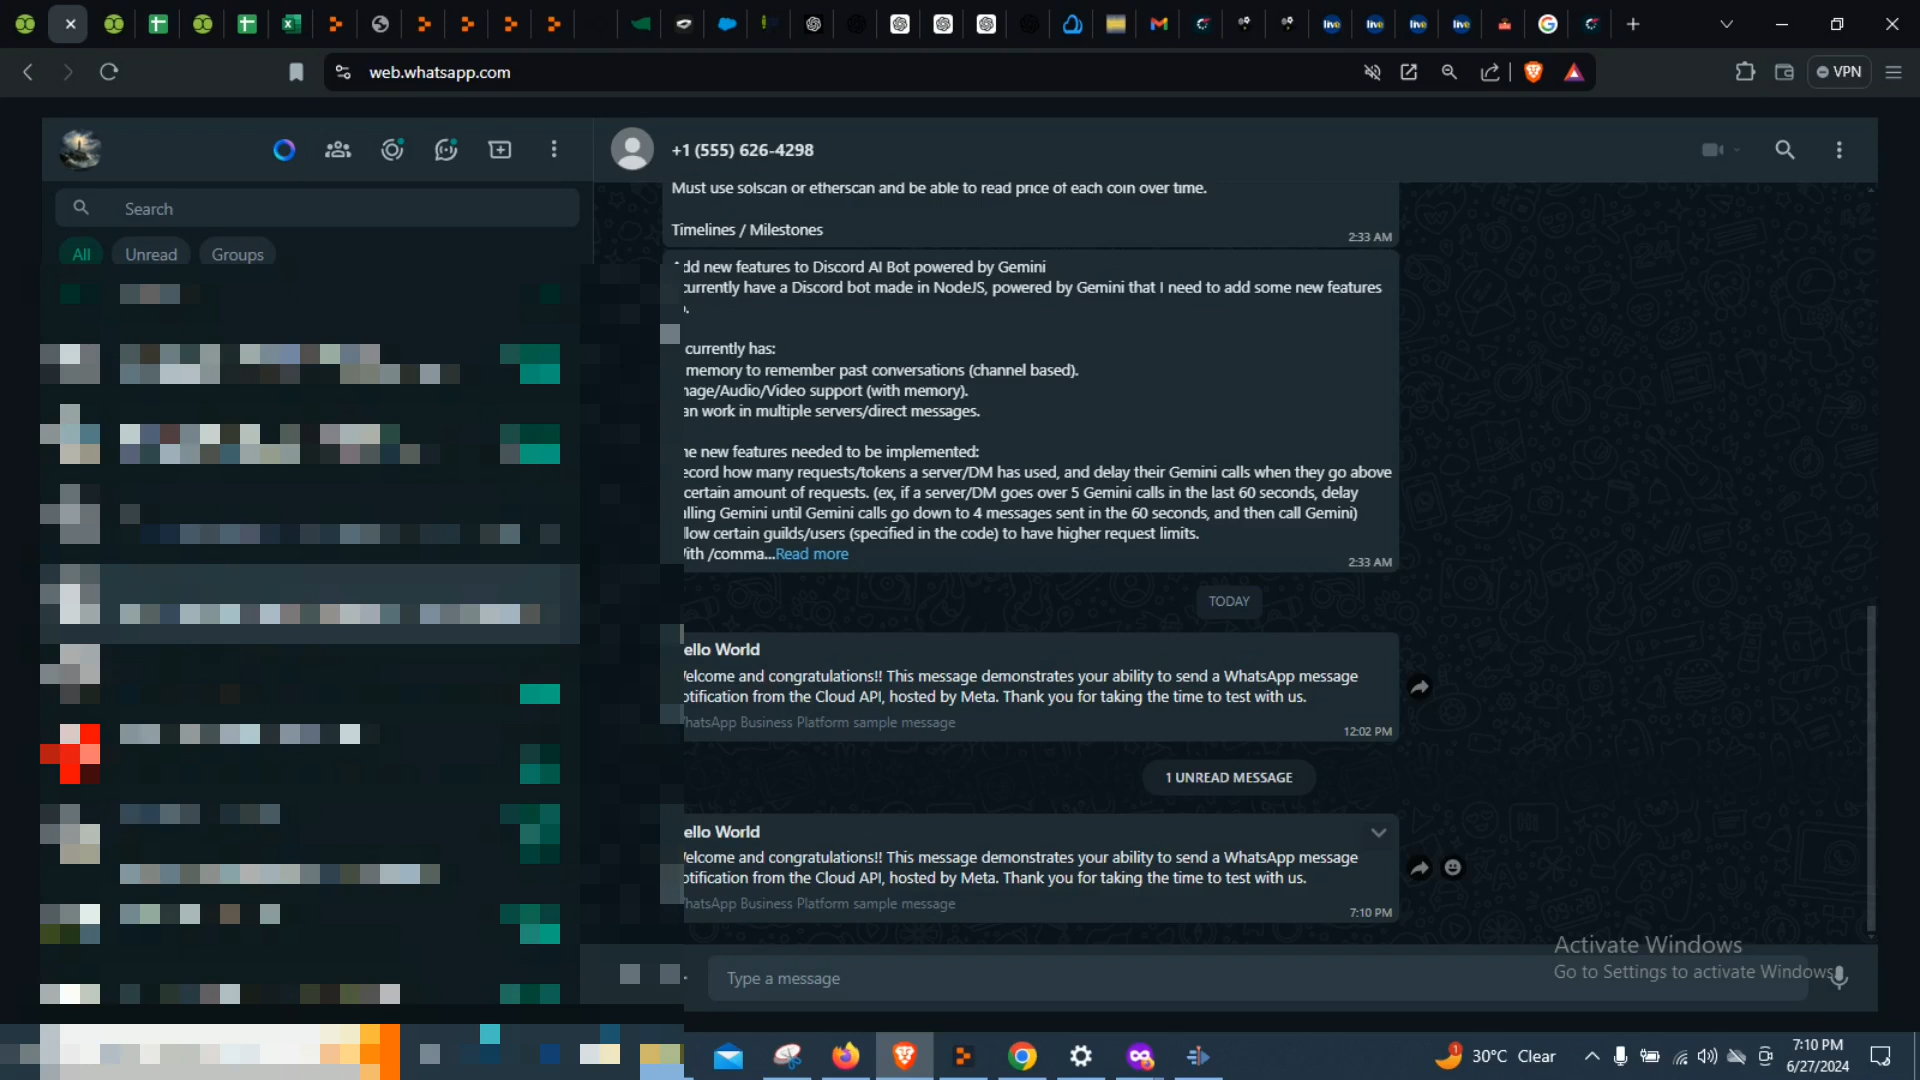 web.whatsapp.com
VPN
+1 (555) 626-4298
Search
All
Unread
Groups
Must use solscan or etherscan and be able to read price of each coin over time.
Timelines / Milestones
2:33 AM
dd new features to Discord AI Bot powered by Gemini
currently have a Discord bot made in NodeJS, powered by Gemini that I need to add some new features
currently has:
memory to remember past conversations (channel based).
nage/Audio/Video support (with memory).
an work in multiple servers/direct messages.
ne new features needed to be implemented:
ecord how many requests/tokens a server/DM has used, and delay their Gemini calls when they go above
certain amount of requests. (ex, if a server/DM goes over 5 Gemini calls in the last 60 seconds, delay
lling Gemini until Gemini calls go down to 4 messages sent in the 60 seconds, and then call Gemini)
llow certain guilds/users (specified in the code) to have higher request limits.
ith /comma...Read more
2:33 AM
TODAY
ello World
elcome and congratulations!! This message demonstrates your ability to send a WhatsApp message
otification from the Cloud API, hosted by Meta. Thank you for taking the time to test with us.
hatsApp Business Platform sample message
12:02 PM
1 UNREAD MESSAGE
ello World
elcome and congratulations!! This message demonstrates your ability to send a WhatsApp message
otification from the Cloud API, hosted by Meta. Thank you for taking the time to test with us.
hatsApp Business Platform sample message
7:10 PM
Activate Windows
Go to Settings to activate Windows.
Type a message
30°C Clear
7:10 PM
6/27/2024